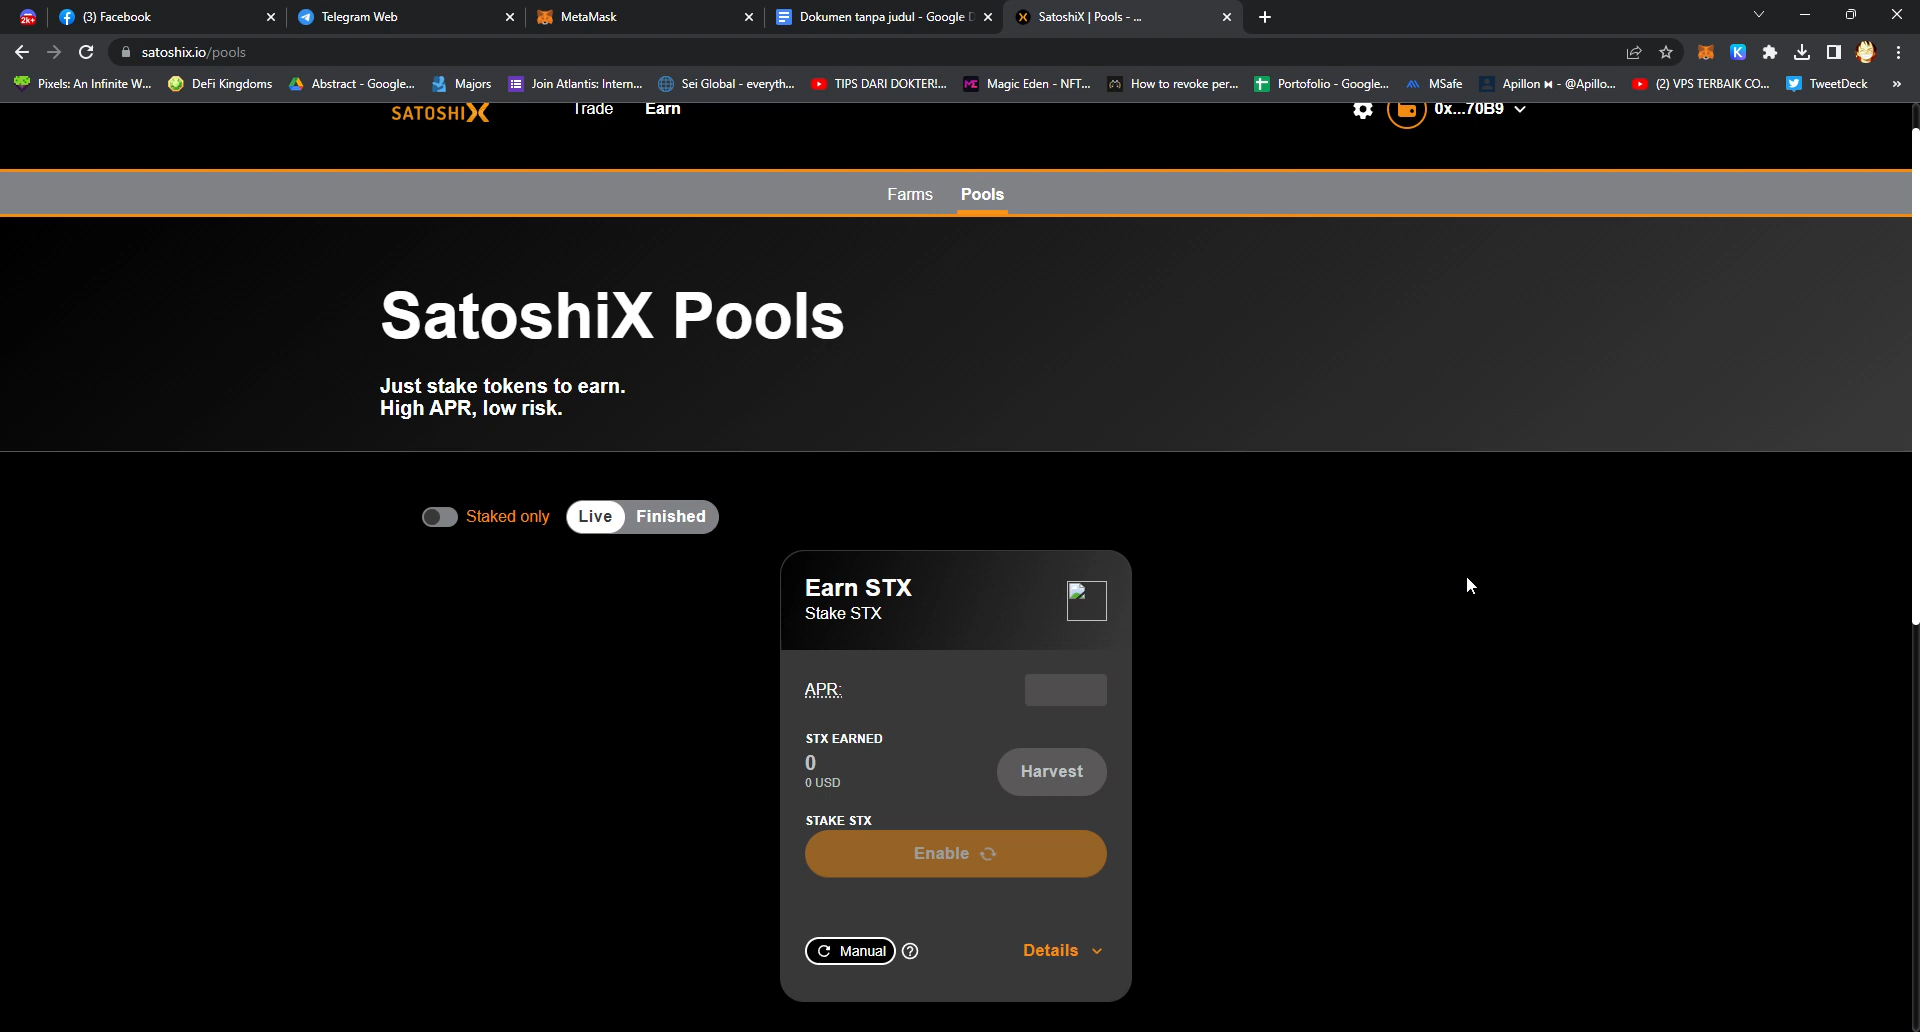 2K+
(3) Facebook
Telegram Web
MetaMask
Dokumen tanpa judul - Google D
SatoshiX | Pools - ...
satoshix.io/pools
Pixels: An Infinite W...
DeFi Kingdoms
Abstract - Google...
Majors
Join Atlantis: Intern...
Sei Global - everyth...
TIPS DARI DOKTER!...
Magic Eden - NFT...
How to revoke per...
Portofolio - Google...
MSafe
Apillon ⧓ - @Apillo...
(2) VPS TERBAIK CO...
TweetDeck
»
SATOSHIX
Trade
Earn
0x...70B9
Farms
Pools
SatoshiX Pools
Just stake tokens to earn.
High APR, low risk.
Staked only
Live
Finished
Earn STX
Stake STX
APR:
STX EARNED
0
0 USD
Harvest
STAKE STX
Enable
Manual
Details